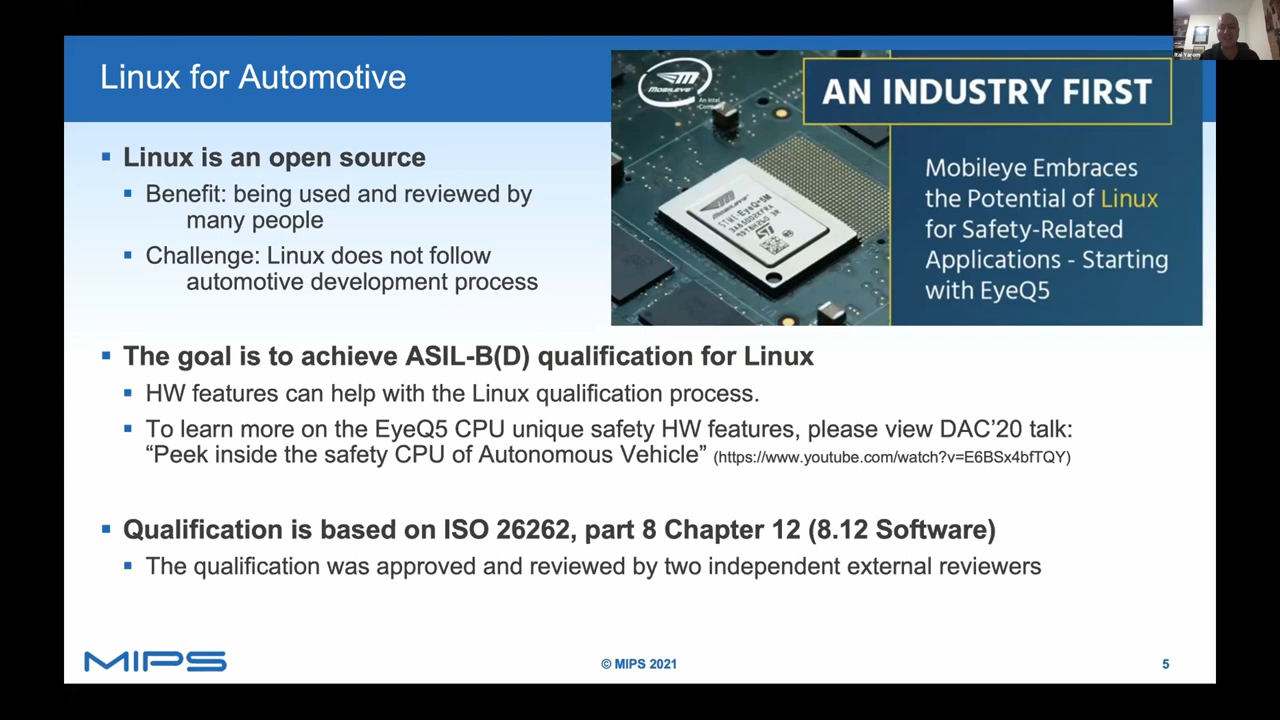 Linux for Automotive
MOBILEYE
An Intel
Company
AN INDUSTRY FIRST
Mobileye Embraces
the Potential of Linux
for Safety-Related
Applications - Starting
with EyeQ5
MOBILEYE
▪ Linux is an open source
▪ Benefit: being used and reviewed by
many people
▪ Challenge: Linux does not follow
automotive development process
▪ The goal is to achieve ASIL-B(D) qualification for Linux
▪ HW features can help with the Linux qualification process.
▪ To learn more on the EyeQ5 CPU unique safety HW features, please view DAC’20 talk:
“Peek inside the safety CPU of Autonomous Vehicle” (https://www.youtube.com/watch?v=E6BSx4bfTQY)
▪ Qualification is based on ISO 26262, part 8 Chapter 12 (8.12 Software)
▪ The qualification was approved and reviewed by two independent external reviewers
MIPS
© MIPS 2021
5